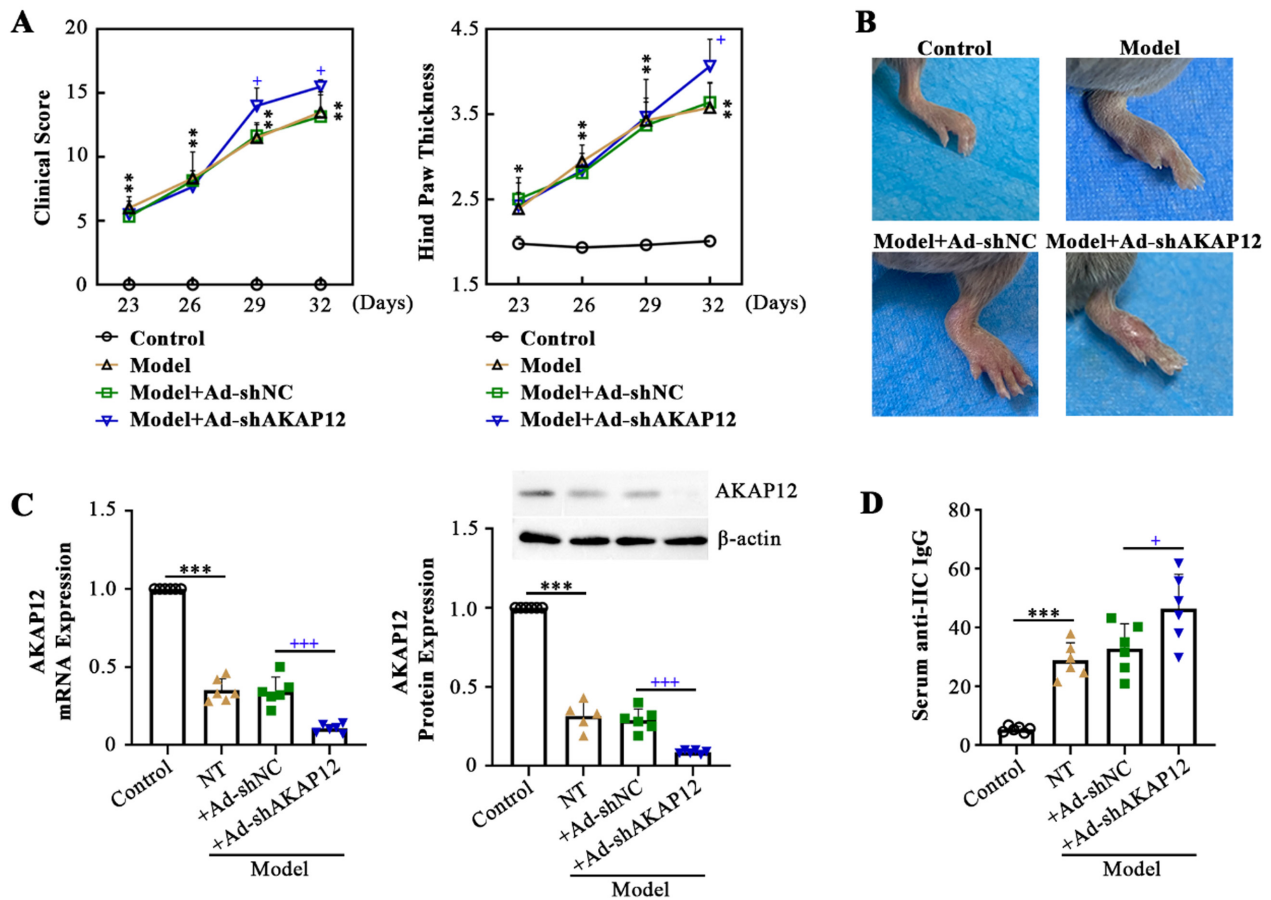 A
Clinical Score
20
15
10
5
0
**
**
**
**
+
+
23 26 29 32 (Days)
Control
Model
Model+Ad-shNC
Model+Ad-shAKAP12
Hind Paw Thickness
4.5
3.5
2.5
1.5
*
**
**
**
+
23 26 29 32 (Days)
Control
Model
Model+Ad-shNC
Model+Ad-shAKAP12
B
Control Model
Model+Ad-shNC Model+Ad-shAKAP12
C
AKAP12
mRNA Expression
1.5
1.0
0.5
0
***
+++
Control
NT
+Ad-shNC
+Ad-shAKAP12
Model
AKAP12
β-actin
AKAP12
Protein Expression
1.5
1.0
0.5
0
***
+++
Control
NT
+Ad-shNC
+Ad-shAKAP12
Model
D
Serum anti-IIC IgG
80
60
40
20
0
***
+
Control
NT
+Ad-shNC
+Ad-shAKAP12
Model